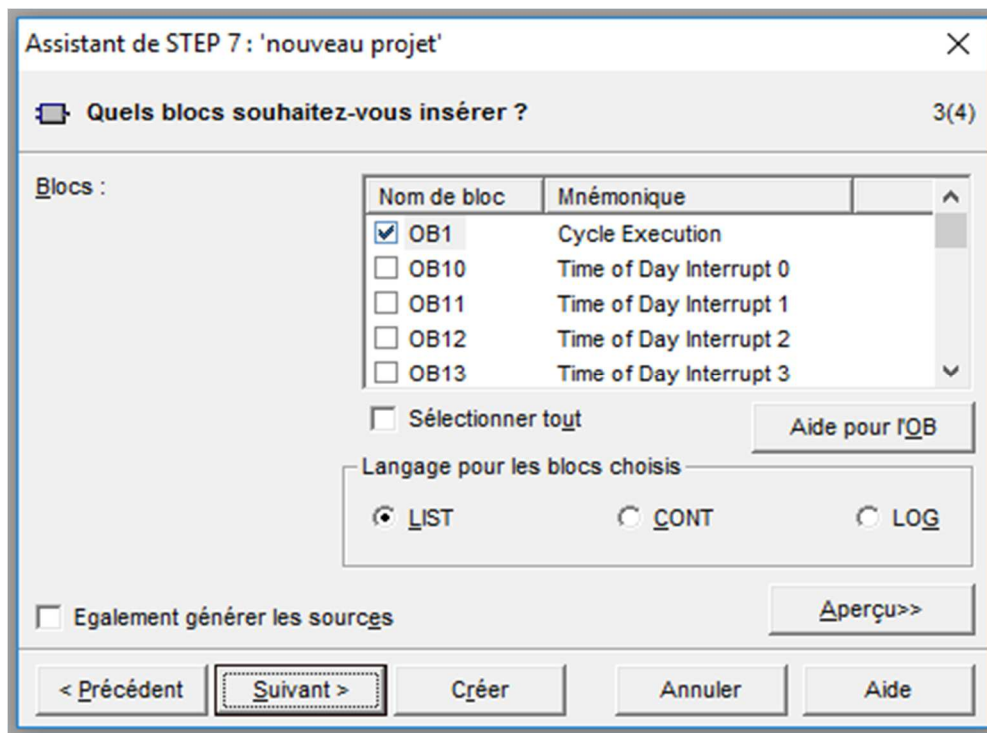 Assistant de STEP 7 : 'nouveau projet'
Quels blocs souhaitez-vous insérer ? 3(4)
Blocs :
Nom de bloc Mnémonique
OB1 Cycle Execution
OB10 Time of Day Interrupt 0
OB11 Time of Day Interrupt 1
OB12 Time of Day Interrupt 2
OB13 Time of Day Interrupt 3
Sélectionner tout
Aide pour l'OB
Langage pour les blocs choisis
LIST CONT LOG
Egalement générer les sources
Aperçu>>
< Précédent Suivant > Créer Annuler Aide